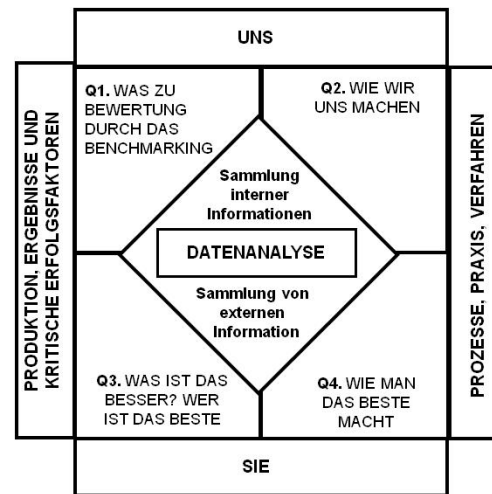 UNS
PRODUKTION, ERGEBNISSE UND
KRITISCHE ERFOLGSFAKTOREN
Q1. WAS ZU
BEWERTUNG
DURCH DAS
BENCHMARKING
Q2. WIE WIR
UNS MACHEN
Sammlung
interner
Informationen
DATENANALYSE
Sammlung von
externen
Information
Q3. WAS IST DAS
BESSER? WER
IST DAS BESTE
Q4. WIE MAN
DAS BESTE
MACHT
PROZESSE, PRAXIS, VERFAHREN
SIE